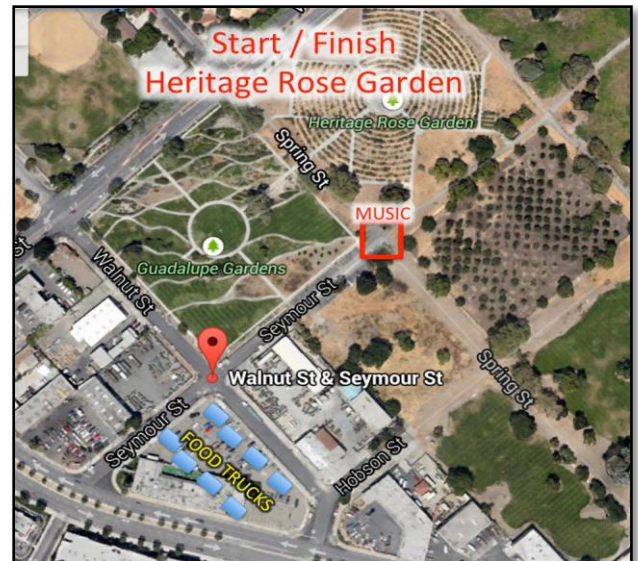 Start / Finish
Heritage Rose Garden
Heritage Rose Garden
Spring St
MUSIC
Guadalupe Gardens
St
Walnut St
Seymour St
Walnut St & Seymour St
Spring St
Seymour St
FOOD TRUCKS
Hobson St